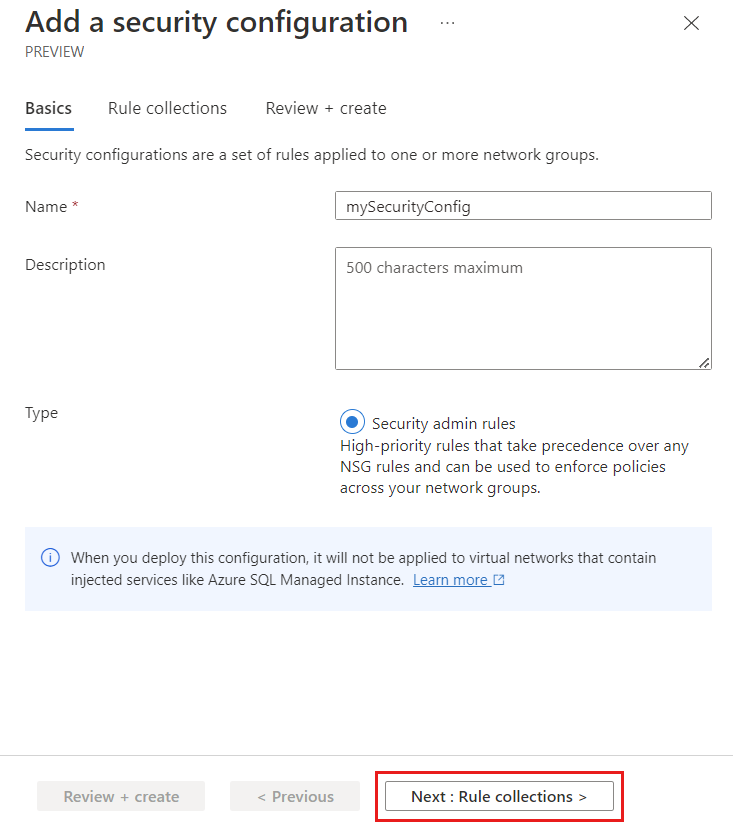 Add a security configuration ...
PREVIEW
Basics Rule collections Review + create
Security configurations are a set of rules applied to one or more network groups.
Name * mySecurityConfig
Description 500 characters maximum
Type
Security admin rules
High-priority rules that take precedence over any
NSG rules and can be used to enforce policies
across your network groups.
When you deploy this configuration, it will not be applied to virtual networks that contain
injected services like Azure SQL Managed Instance. Learn more
Review + create < Previous Next : Rule collections >